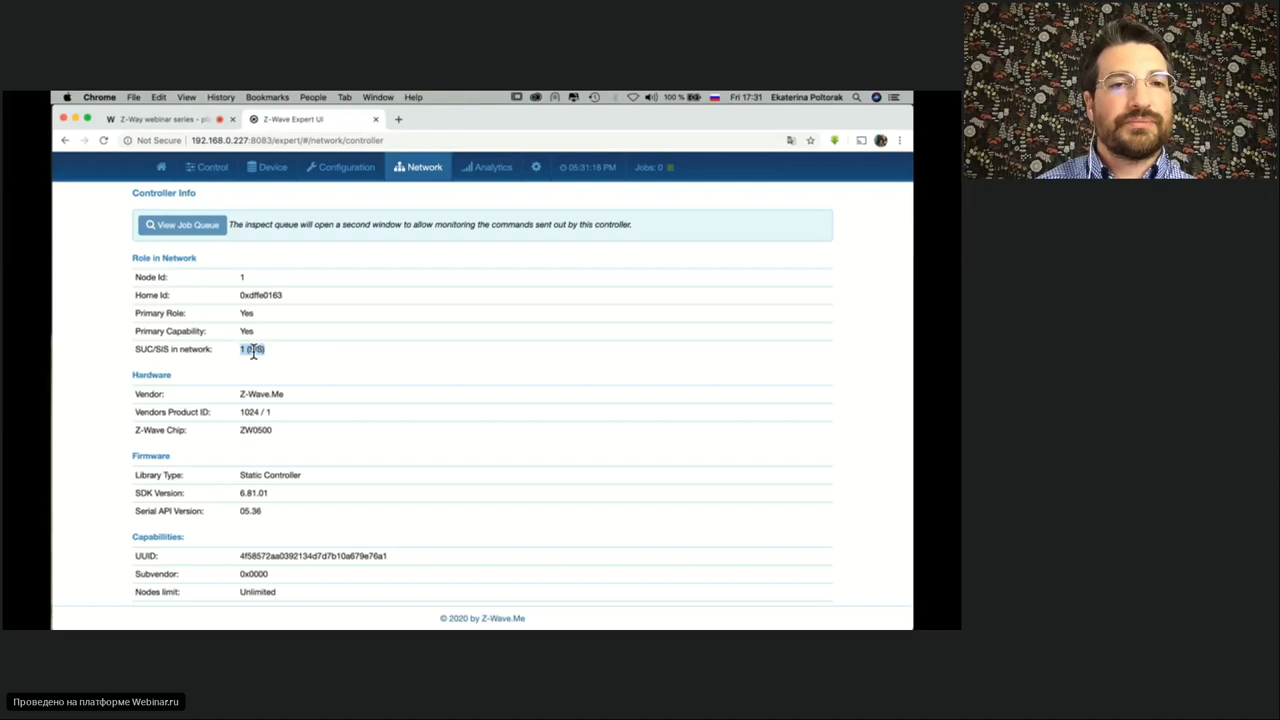 Chrome File Edit View History Bookmarks People Tab Window Help 100 % Fri 17:31 Ekaterina Poltorak
Z-Way webinar series - pl
Z-Wave Expert UI
Not Secure 192.168.0.227:8083/expert/#/network/controller
Control Device Configuration Network Analytics 05:31:18 PM Jobs: 0
Controller Info
View Job Queue The inspect queue will open a second window to allow monitoring the commands sent out by this controller.
Role in Network
Node Id: 1
Home Id: 0xdffe0163
Primary Role: Yes
Primary Capability: Yes
SUC/SIS in network: 1 (SIS)
Hardware
Vendor: Z-Wave.Me
Vendors Product ID: 1024 / 1
Z-Wave Chip: ZW0500
Firmware
Library Type: Static Controller
SDK Version: 6.81.01
Serial API Version: 05.36
Capabillities:
UUID: 4f58572aa0392134d7d7b10a679e76a1
Subvendor: 0x0000
Nodes limit: Unlimited
© 2020 by Z-Wave.Me
Проведено на платформе Webinar.ru